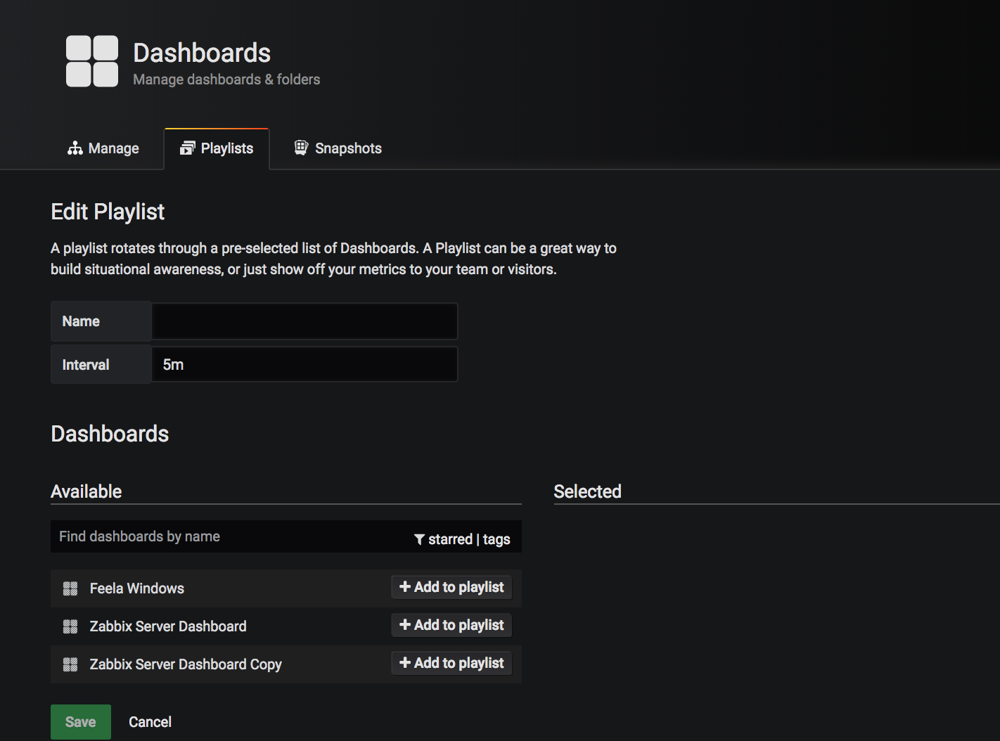 Dashboards
Manage dashboards & folders
Manage
Playlists
Snapshots
Edit Playlist
A playlist rotates through a pre-selected list of Dashboards. A Playlist can be a great way to
build situational awareness, or just show off your metrics to your team or visitors.
Name
Interval 5m
Dashboards
Available
Selected
Find dashboards by name starred | tags
Feela Windows Add to playlist
Zabbix Server Dashboard Add to playlist
Zabbix Server Dashboard Copy Add to playlist
Save Cancel